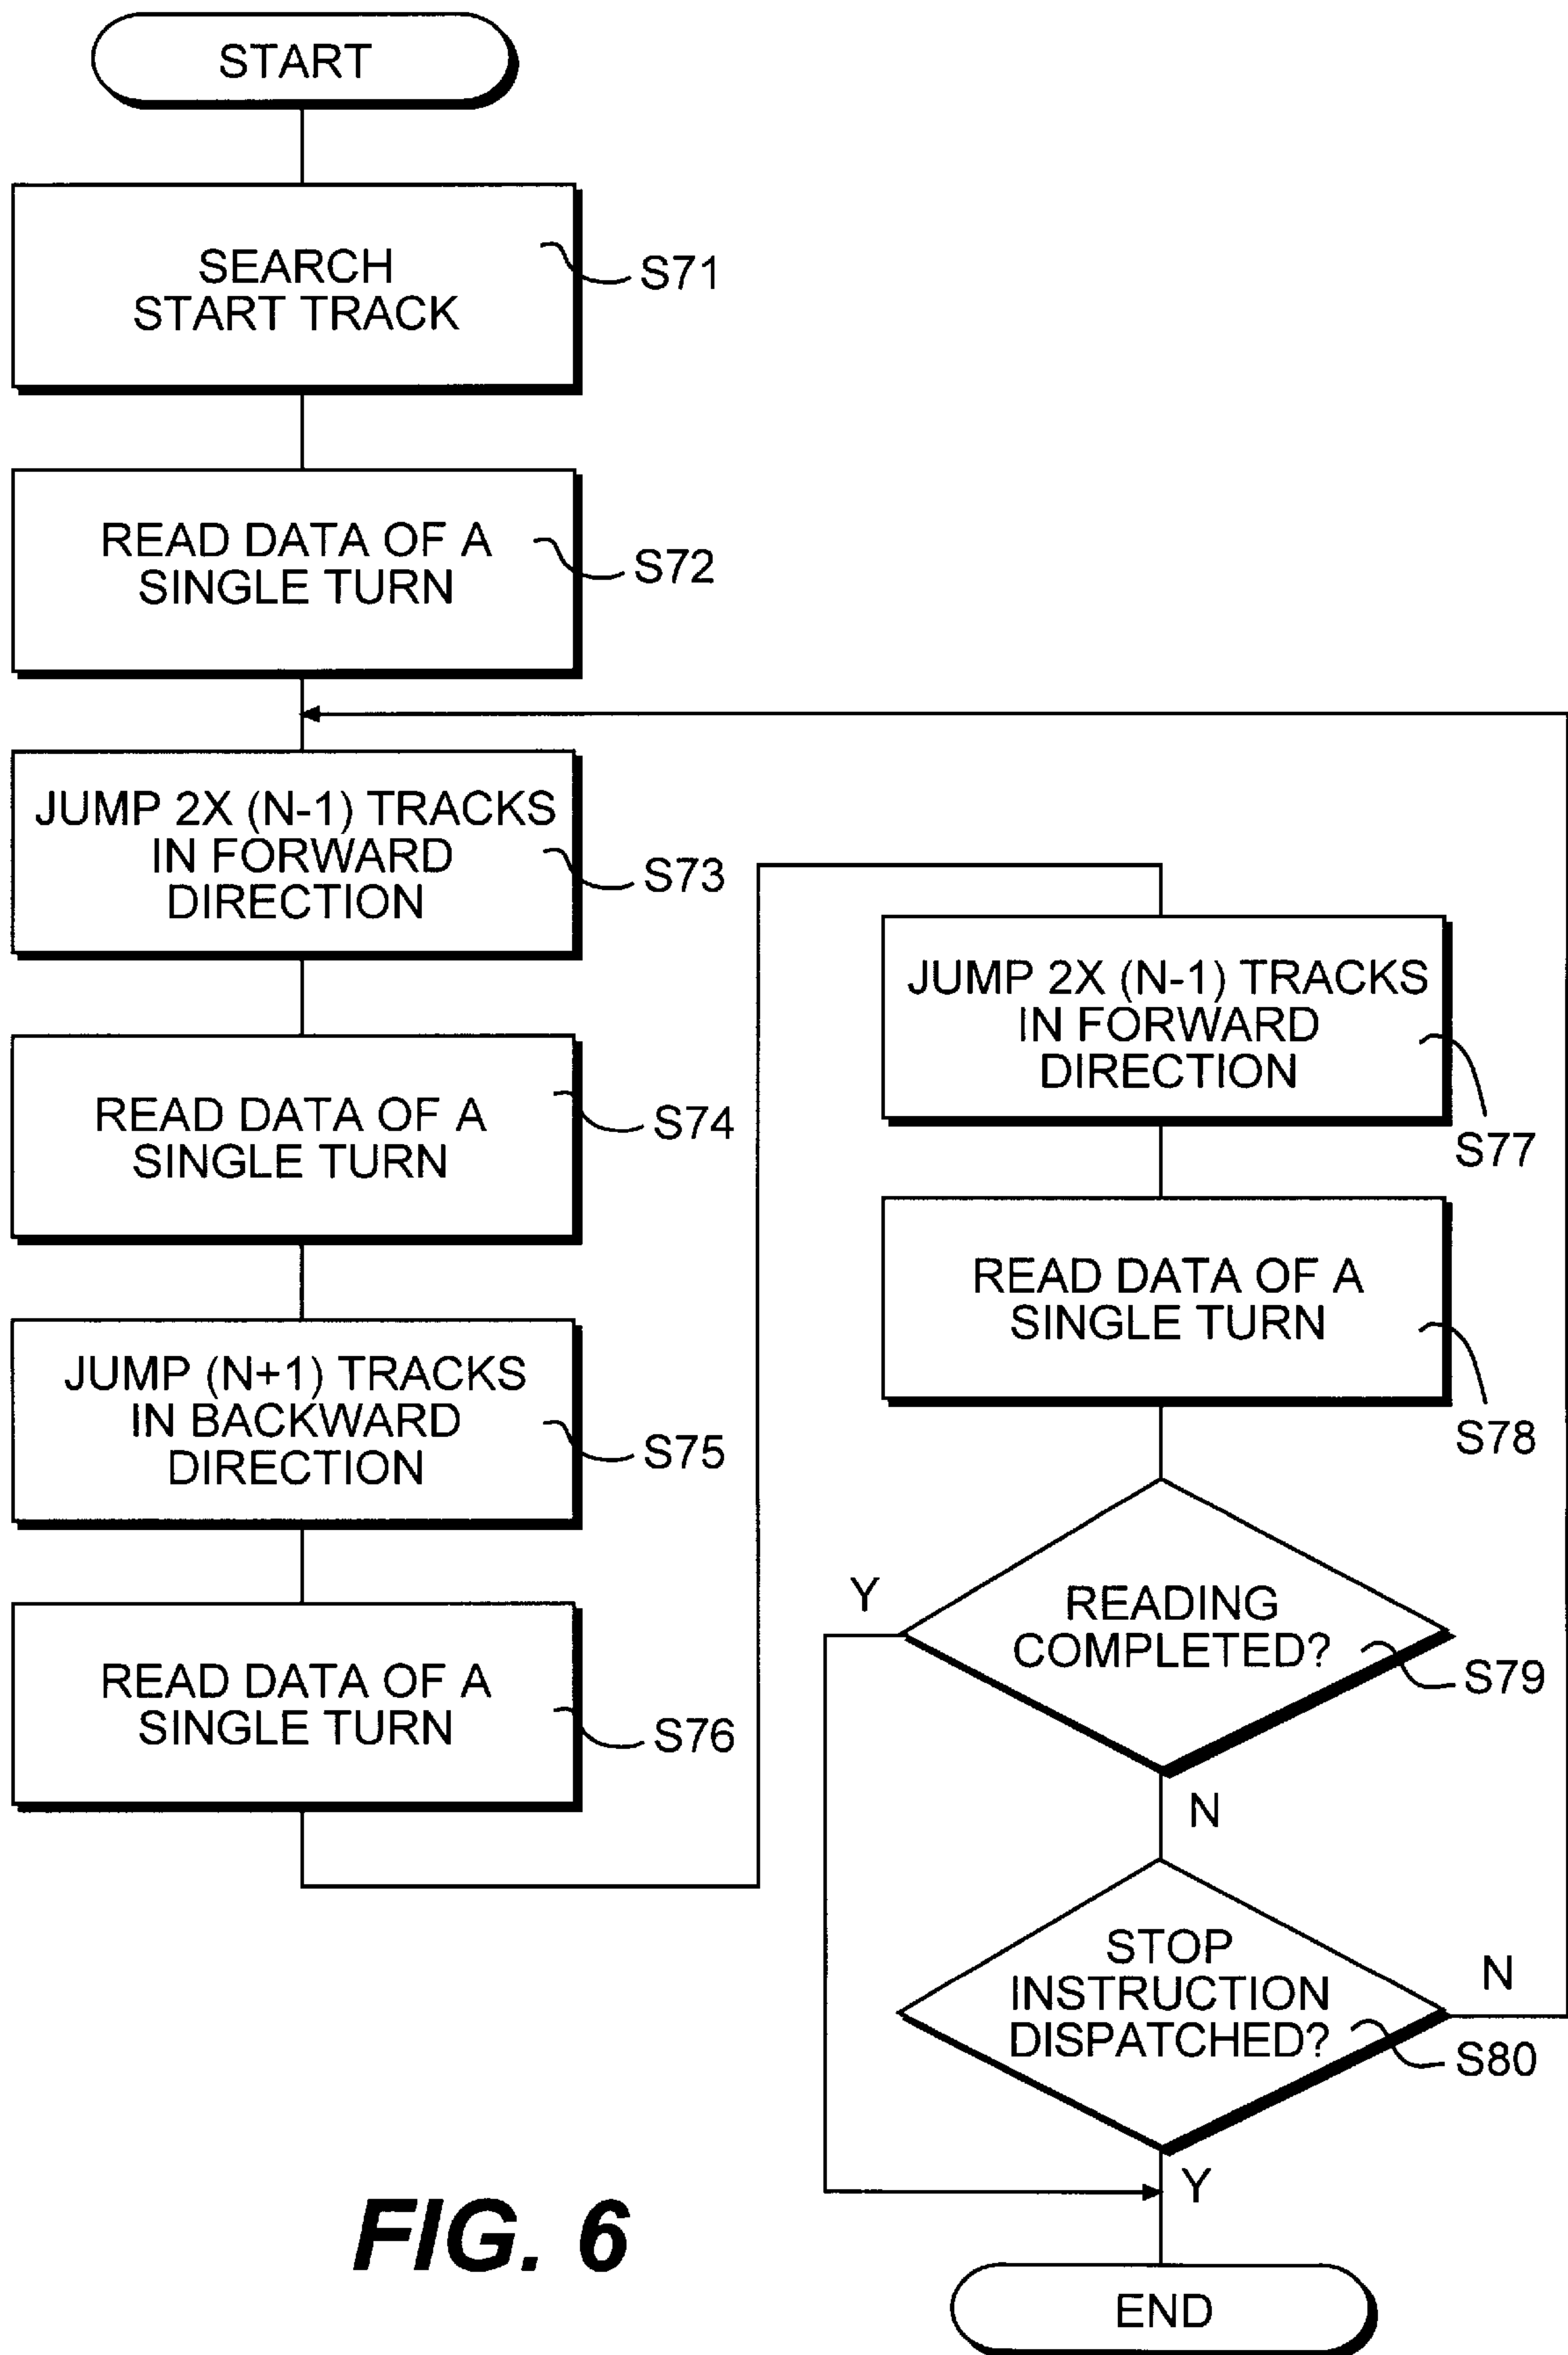 START
SEARCH
START TRACK
S71
READ DATA OF A
SINGLE TURN
S72
JUMP 2X (N-1) TRACKS
IN FORWARD
DIRECTION
S73
READ DATA OF A
SINGLE TURN
S74
JUMP (N+1) TRACKS
IN BACKWARD
DIRECTION
S75
READ DATA OF A
SINGLE TURN
S76
JUMP 2X (N-1) TRACKS
IN FORWARD
DIRECTION
S77
READ DATA OF A
SINGLE TURN
S78
Y
READING
COMPLETED?
S79
N
STOP
INSTRUCTION
DISPATCHED?
N
S80
Y
END
FIG. 6